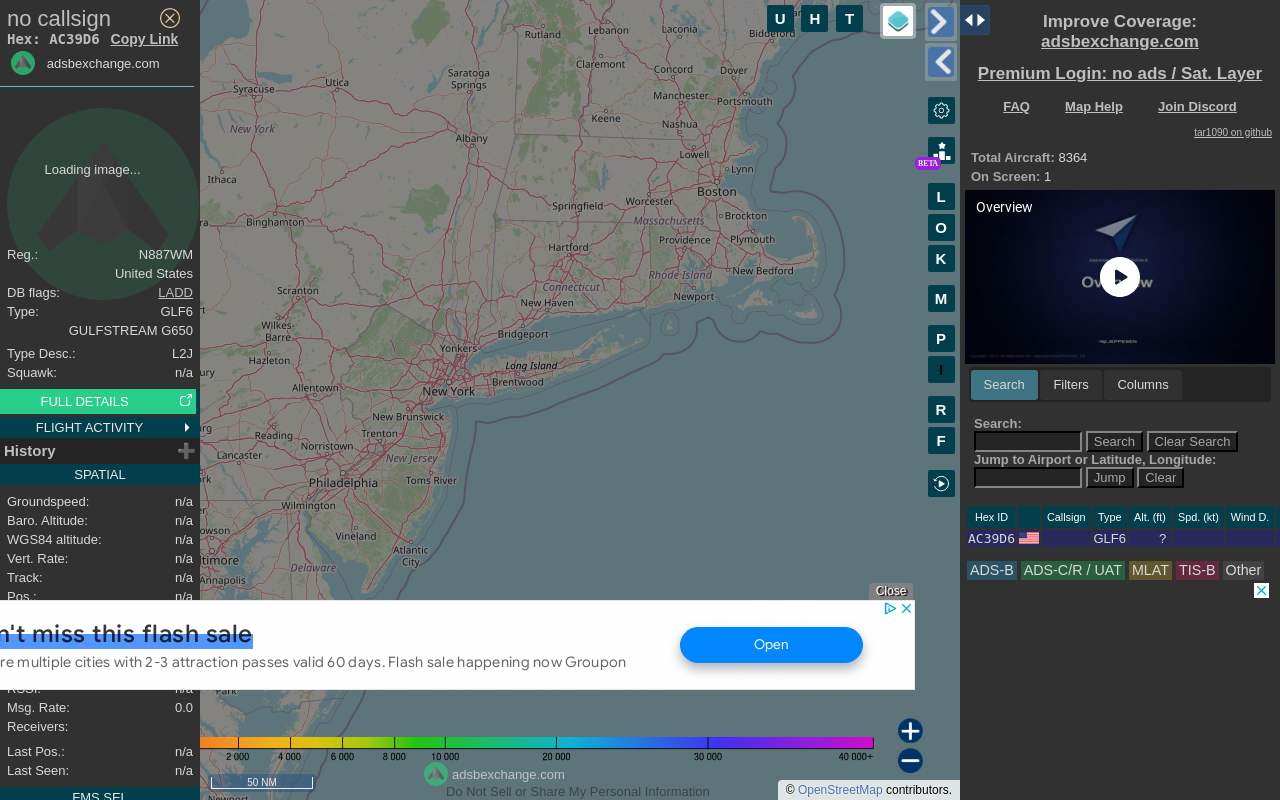 no callsign
Hex: AC39D6 Copy Link
adsbexchange.com
Loading image...
Reg.: N887WM
United States
DB flags: LADD
Type: GLF6
GULFSTREAM G650
Type Desc.: L2J
Squawk: n/a
FULL DETAILS
FLIGHT ACTIVITY
History
SPATIAL
Groundspeed: n/a
Baro. Altitude: n/a
WGS84 altitude: n/a
Vert. Rate: n/a
Track: n/a
Pos.: n/a
RSSI: n/a
Msg. Rate: 0.0
Receivers:
Last Pos.: n/a
Last Seen: n/a
FMS SEL
U H T
Rutland
Lebanon
Laconia
Biddeford
Claremont
Concord
Dover
Saratoga
Springs
Utica
Syracuse
Manchester
Portsmouth
Keene
Nashua
New York
Albany
Lowell
Lynn
Ithaca
Boston
Worcester
Springfield
Massachusetts
Brockton
Binghamton
Plymouth
Providence
Hartford
New Bedford
Rhode Island
Connecticut
Newport
Scranton
New Haven
Wilkes-
Barre
Bridgeport
Yonkers
Hazleton
Long Island
Brentwood
Allentown
New York
New Brunswick
Reading
Trenton
Norristown
Lancaster
New Jersey
Philadelphia
Toms River
Wilmington
Vineland
Atlantic
City
Annapolis
Delaware
Park
Newport
BETA
L
O
K
M
P
I
R
F
Close
n't miss this flash sale
re multiple cities with 2-3 attraction passes valid 60 days. Flash sale happening now Groupon
Open
2 000 4 000 6 000 8 000 10 000 20 000 30 000 40 000+
50 NM
adsbexchange.com
Do Not Sell or Share My Personal Information
© OpenStreetMap contributors.
Improve Coverage:
adsbexchange.com
Premium Login: no ads / Sat. Layer
FAQ Map Help Join Discord
tar1090 on github
Total Aircraft: 8364
On Screen: 1
Overview
JEPPESEN
Search Filters Columns
Search:
Search Clear Search
Jump to Airport or Latitude, Longitude:
Jump Clear
Hex ID Callsign Type Alt. (ft) Spd. (kt) Wind D.
AC39D6 GLF6 ?
ADS-B ADS-C/R / UAT MLAT TIS-B Other